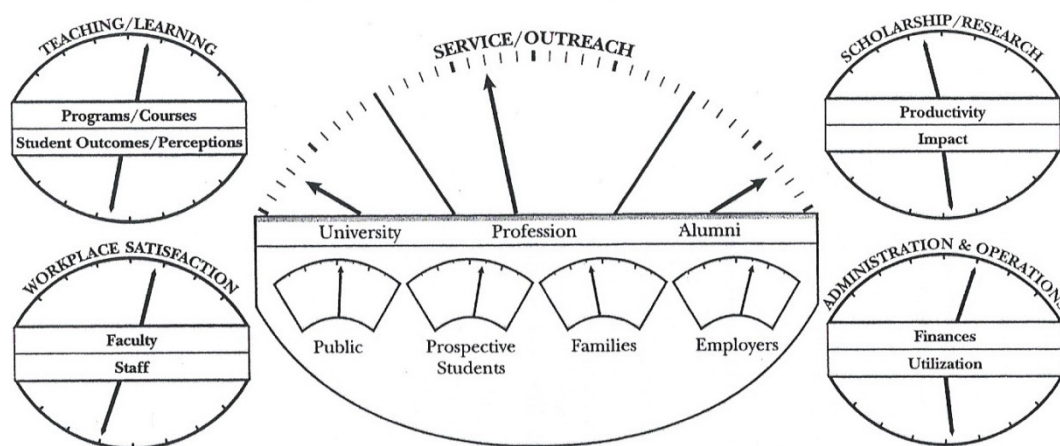 TEACHING/LEARNING
Programs/Courses
Student Outcomes/Perceptions
SERVICE/OUTREACH
University Profession Alumni
Public Prospective Students Families Employers
SCHOLARSHIP/RESEARCH
Productivity
Impact
WORKPLACE SATISFACTION
Faculty
Staff
ADMINISTRATION & OPERATIONS
Finances
Utilization